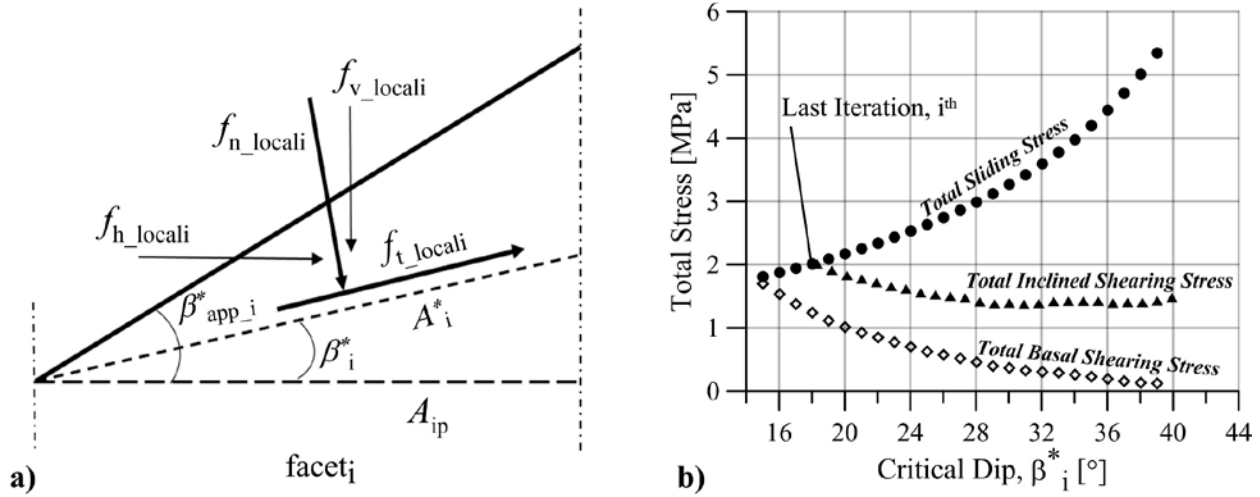 f_v_locali
f_n_locali
f_h_locali
f_t_locali
β*_app_i
A*_i
β*_i
A_ip
facet_i
a)
Total Stress [MPa]
6
5
4
3
2
1
0
Last Iteration, i^th
Total Sliding Stress
Total Inclined Shearing Stress
Total Basal Shearing Stress
16 20 24 28 32 36 40 44
Critical Dip, β*_i [°]
b)